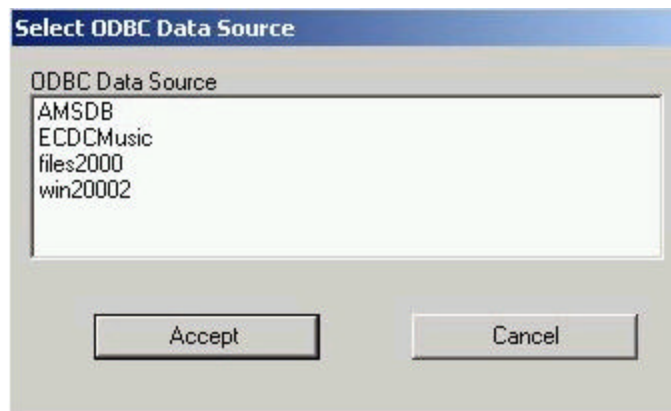 Select ODBC Data Source
ODBC Data Source
AMSDB
ECDCMusic
files2000
win20002
Accept
Cancel